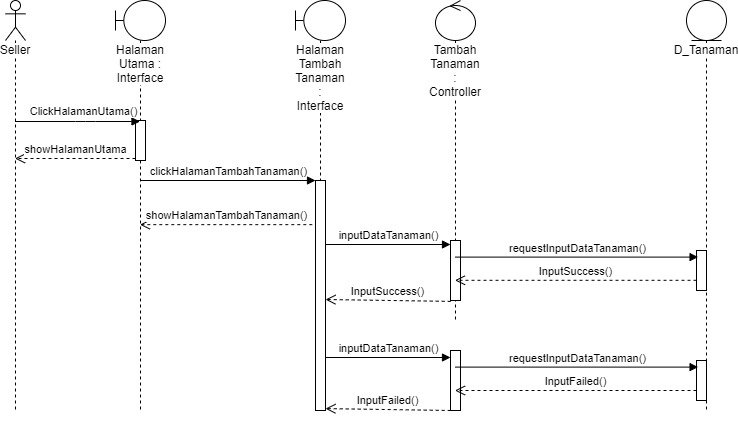 Seller
Halaman
Utama :
Interface
Halaman
Tambah
Tanaman
:
Interface
Tambah
Tanaman
:
Controller
D_Tanaman
ClickHalamanUtama()
showHalamanUtama
clickHalamanTambahTanaman()
showHalamanTambahTanaman()
inputDataTanaman()
requestInputDataTanaman()
InputSuccess()
InputSuccess()
inputDataTanaman()
requestInputDataTanaman()
InputFailed()
InputFailed()